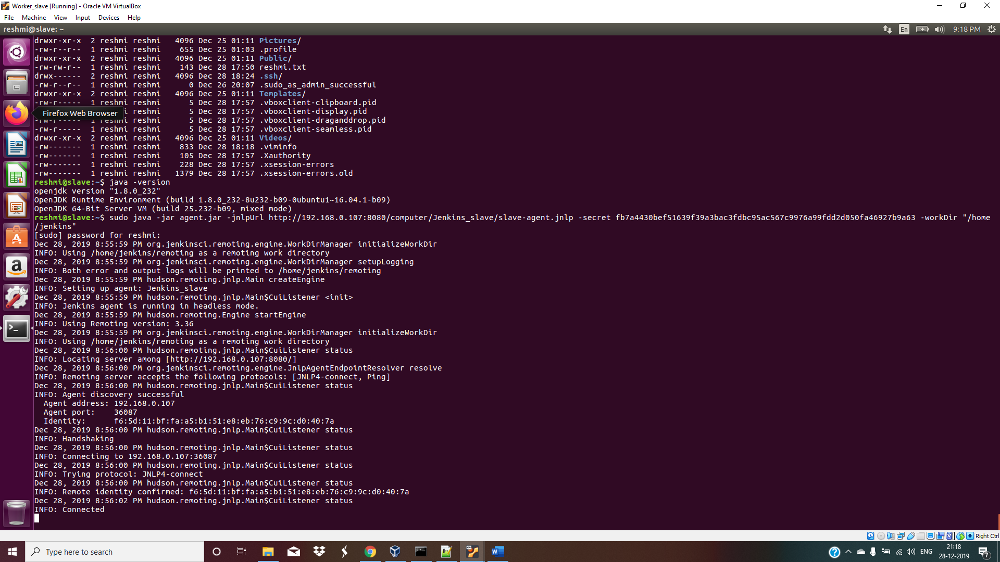 Worker_slave [Running] - Oracle VM VirtualBox
File Machine View Input Devices Help
reshmi@slave: ~
En 9:18 PM
drwxr-xr-x 2 reshmi reshmi 4096 Dec 25 01:11 Pictures/
-rw-r--r-- 1 reshmi reshmi 655 Dec 25 01:03 .profile
drwxr-xr-x 2 reshmi reshmi 4096 Dec 25 01:11 Public/
-rw-rw-r-- 1 reshmi reshmi 143 Dec 28 17:50 reshmi.txt
drwx------ 2 reshmi reshmi 4096 Dec 28 18:24 .ssh/
-rw-r--r-- 1 reshmi reshmi 0 Dec 26 20:07 .sudo_as_admin_successful
drwxr-xr-x 2 reshmi reshmi 4096 Dec 25 01:11 Templates/
-rw-r----- 1 reshmi reshmi 5 Dec 28 17:57 .vboxclient-clipboard.pid
Firefox Web Browser
reshmi 5 Dec 28 17:57 .vboxclient-display.pid
-rw-r----- 1 reshmi reshmi 5 Dec 28 17:57 .vboxclient-draganddrop.pid
-rw-r----- 1 reshmi reshmi 5 Dec 28 17:57 .vboxclient-seamless.pid
drwxr-xr-x 2 reshmi reshmi 4096 Dec 25 01:11 Videos/
-rw------- 1 reshmi reshmi 833 Dec 28 18:18 .viminfo
-rw------- 1 reshmi reshmi 105 Dec 28 17:57 .Xauthority
-rw------- 1 reshmi reshmi 228 Dec 28 17:57 .xsession-errors
-rw------- 1 reshmi reshmi 1379 Dec 28 17:57 .xsession-errors.old
reshmi@slave:~$ java -version
openjdk version "1.8.0_232"
OpenJDK Runtime Environment (build 1.8.0_232-8u232-b09-0ubuntu1~16.04.1-b09)
OpenJDK 64-Bit Server VM (build 25.232-b09, mixed mode)
reshmi@slave:~$ sudo java -jar agent.jar -jnlpUrl http://192.168.0.107:8080/computer/Jenkins_slave/slave-agent.jnlp -secret fb7a4430bef51639f39a3bac3fdbc95ac567c9976a99fdd2d050fa46927b9a63 -workDir "/home
/jenkins"
[sudo] password for reshmi:
Dec 28, 2019 8:55:59 PM org.jenkinsci.remoting.engine.WorkDirManager initializeWorkDir
INFO: Using /home/jenkins/remoting as a remoting work directory
Dec 28, 2019 8:55:59 PM org.jenkinsci.remoting.engine.WorkDirManager setupLogging
INFO: Both error and output logs will be printed to /home/jenkins/remoting
Dec 28, 2019 8:55:59 PM hudson.remoting.jnlp.Main createEngine
INFO: Setting up agent: Jenkins_slave
Dec 28, 2019 8:55:59 PM hudson.remoting.jnlp.Main$CuiListener <init>
INFO: Jenkins agent is running in headless mode.
Dec 28, 2019 8:55:59 PM hudson.remoting.Engine startEngine
INFO: Using Remoting version: 3.36
Dec 28, 2019 8:55:59 PM org.jenkinsci.remoting.engine.WorkDirManager initializeWorkDir
INFO: Using /home/jenkins/remoting as a remoting work directory
Dec 28, 2019 8:56:00 PM hudson.remoting.jnlp.Main$CuiListener status
INFO: Locating server among [http://192.168.0.107:8080/]
Dec 28, 2019 8:56:00 PM org.jenkinsci.remoting.engine.JnlpAgentEndpointResolver resolve
INFO: Remoting server accepts the following protocols: [JNLP4-connect, Ping]
Dec 28, 2019 8:56:00 PM hudson.remoting.jnlp.Main$CuiListener status
INFO: Agent discovery successful
Agent address: 192.168.0.107
Agent port: 36087
Identity: f6:5d:11:bf:fa:a5:b1:51:e8:eb:76:c9:9c:d0:40:7a
Dec 28, 2019 8:56:00 PM hudson.remoting.jnlp.Main$CuiListener status
INFO: Handshaking
Dec 28, 2019 8:56:00 PM hudson.remoting.jnlp.Main$CuiListener status
INFO: Connecting to 192.168.0.107:36087
Dec 28, 2019 8:56:00 PM hudson.remoting.jnlp.Main$CuiListener status
INFO: Trying protocol: JNLP4-connect
Dec 28, 2019 8:56:00 PM hudson.remoting.jnlp.Main$CuiListener status
INFO: Remote identity confirmed: f6:5d:11:bf:fa:a5:b1:51:e8:eb:76:c9:9c:d0:40:7a
Dec 28, 2019 8:56:02 PM hudson.remoting.jnlp.Main$CuiListener status
INFO: Connected
Right Ctrl
Type here to search
ENG
21:18
28-12-2019
7